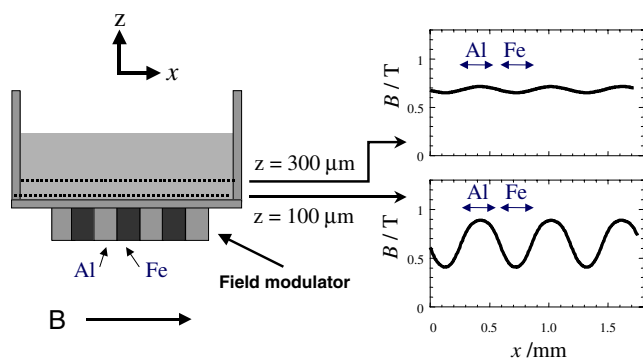 z
x
z = 300 μm
z = 100 μm
Al
Fe
Field modulator
B
B / T
1
0.5
0
Al
Fe
B / T
1
0.5
0
Al
Fe
0
0.5
1.0
1.5
x /mm